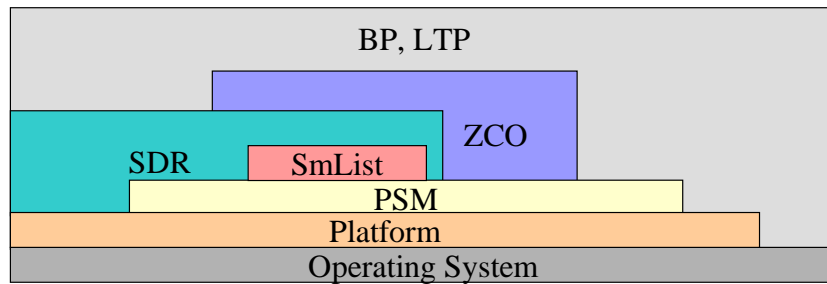 BP, LTP
ZCO
SDR
SmList
PSM
Platform
Operating System